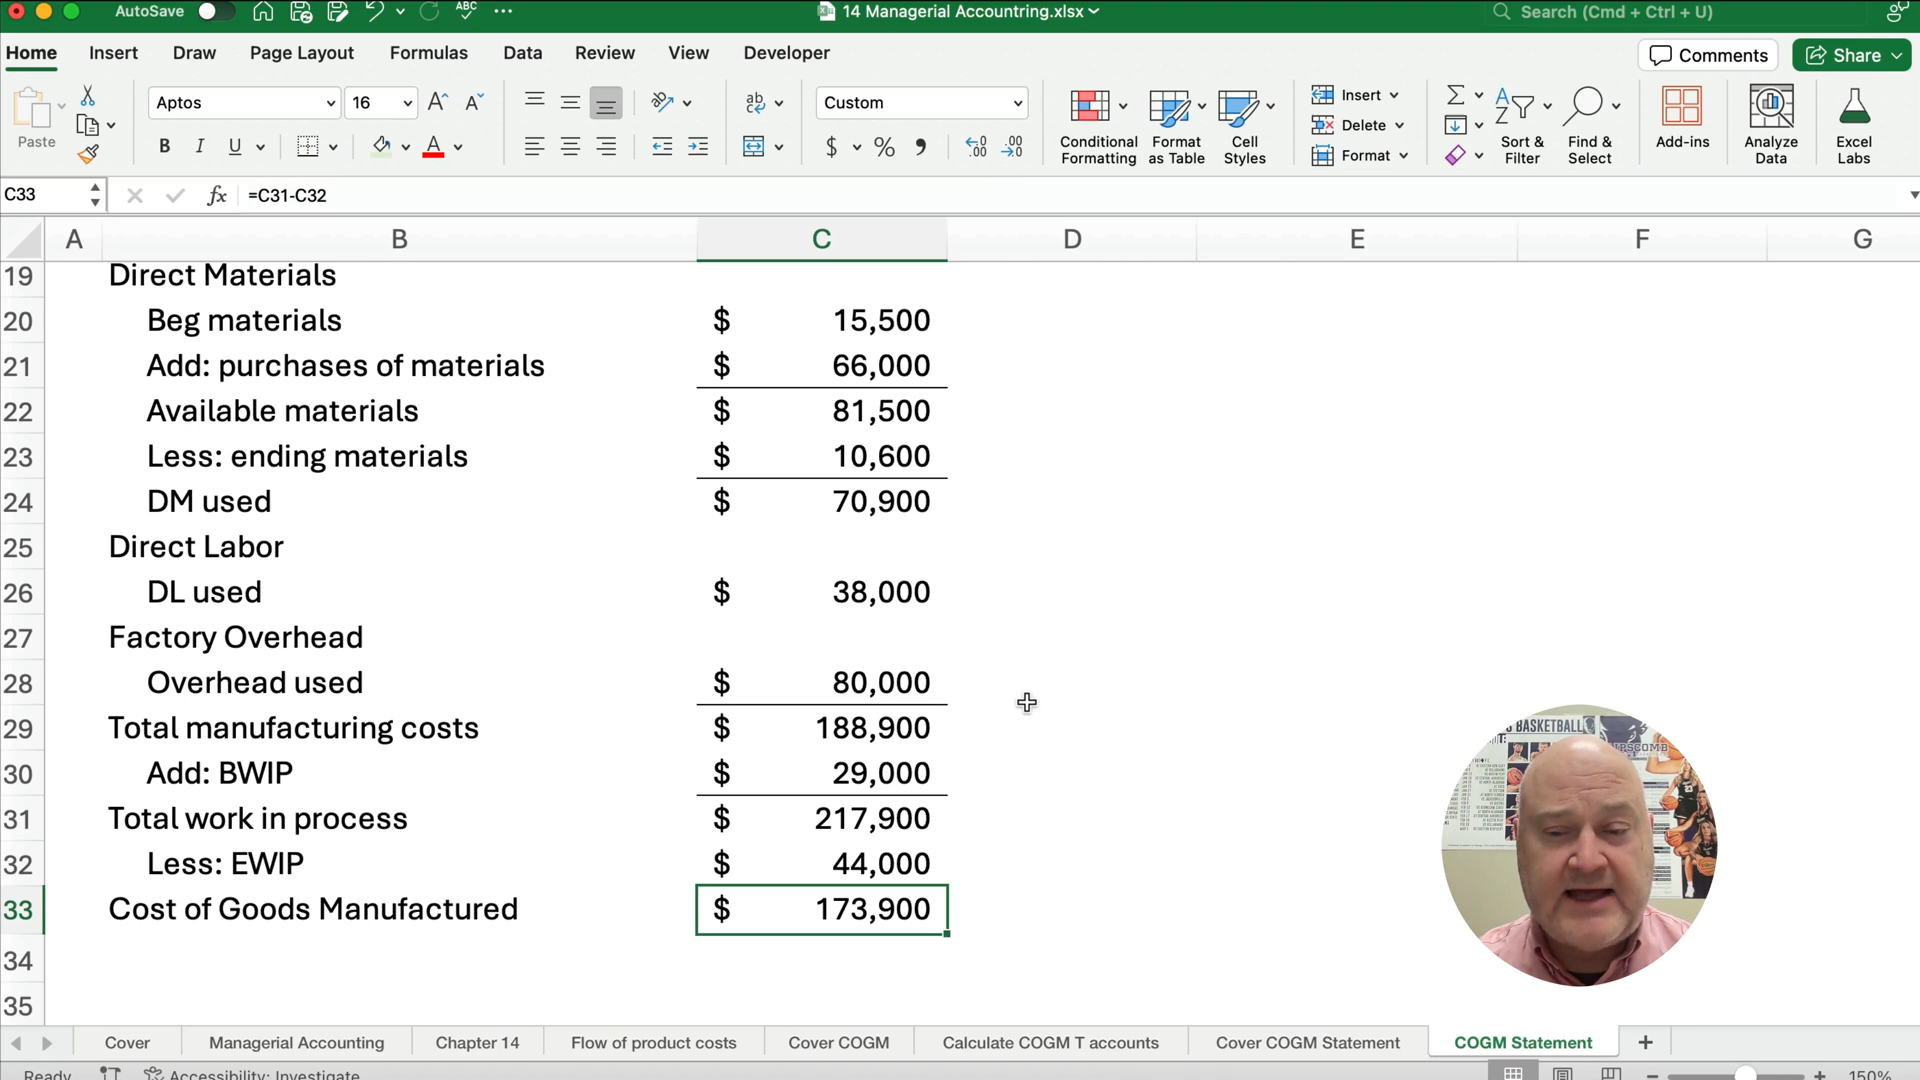 AutoSave
ABC
14 Managerial Accountring.xlsx
Search (Cmd + Ctrl + U)
Home Insert Draw Page Layout Formulas Data Review View Developer
Comments Share
Paste
Aptos 16
B I U
Custom
Conditional Formatting
Format as Table
Cell Styles
Insert
Delete
Format
Sort & Filter
Find & Select
Add-ins
Analyze Data
Excel Labs
C33 fx =C31-C32
A B C D E F G
19 Direct Materials
20 Beg materials $ 15,500
21 Add: purchases of materials $ 66,000
22 Available materials $ 81,500
23 Less: ending materials $ 10,600
24 DM used $ 70,900
25 Direct Labor
26 DL used $ 38,000
27 Factory Overhead
28 Overhead used $ 80,000
29 Total manufacturing costs $ 188,900
30 Add: BWIP $ 29,000
31 Total work in process $ 217,900
32 Less: EWIP $ 44,000
33 Cost of Goods Manufactured $ 173,900
34
35
BASKETBALL
Cover Managerial Accounting Chapter 14 Flow of product costs Cover COGM Calculate COGM T accounts Cover COGM Statement COGM Statement +
Ready Accessibility: Investigate 150%